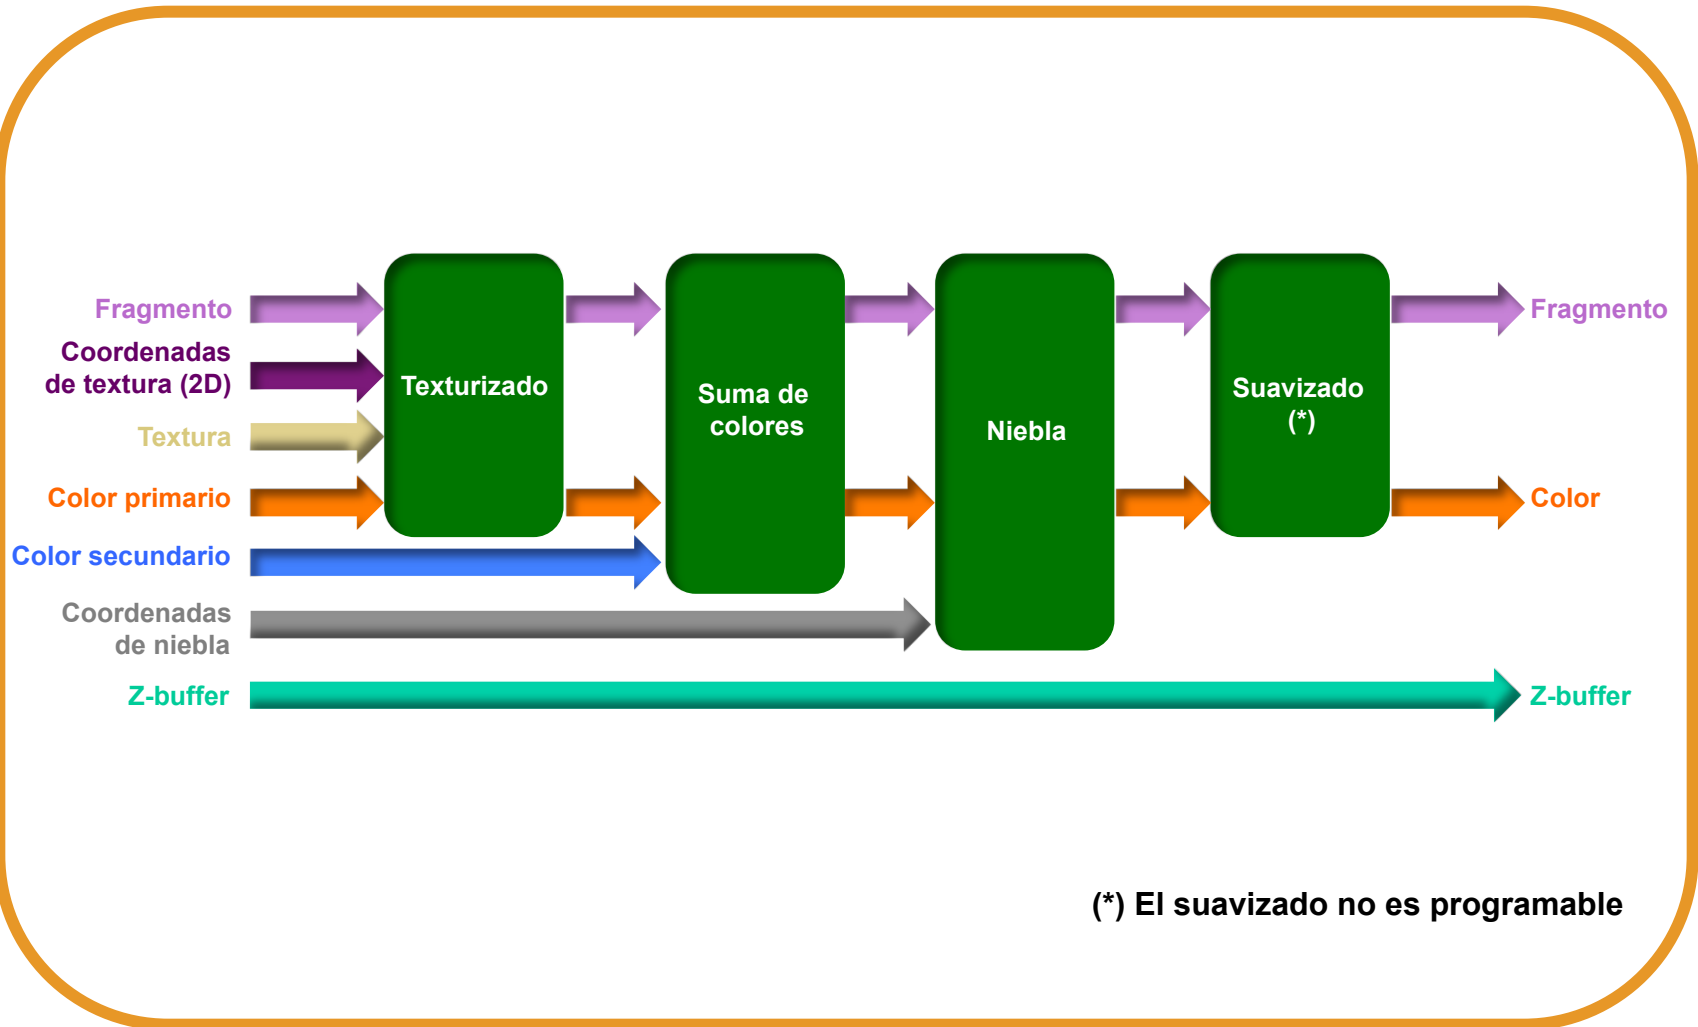 Fragmento
Coordenadas
de textura (2D)
Textura
Color primario
Color secundario
Coordenadas
de niebla
Z-buffer
Texturizado
Suma de
colores
Niebla
Suavizado
(*)
Fragmento
Color
Z-buffer
(*) El suavizado no es programable